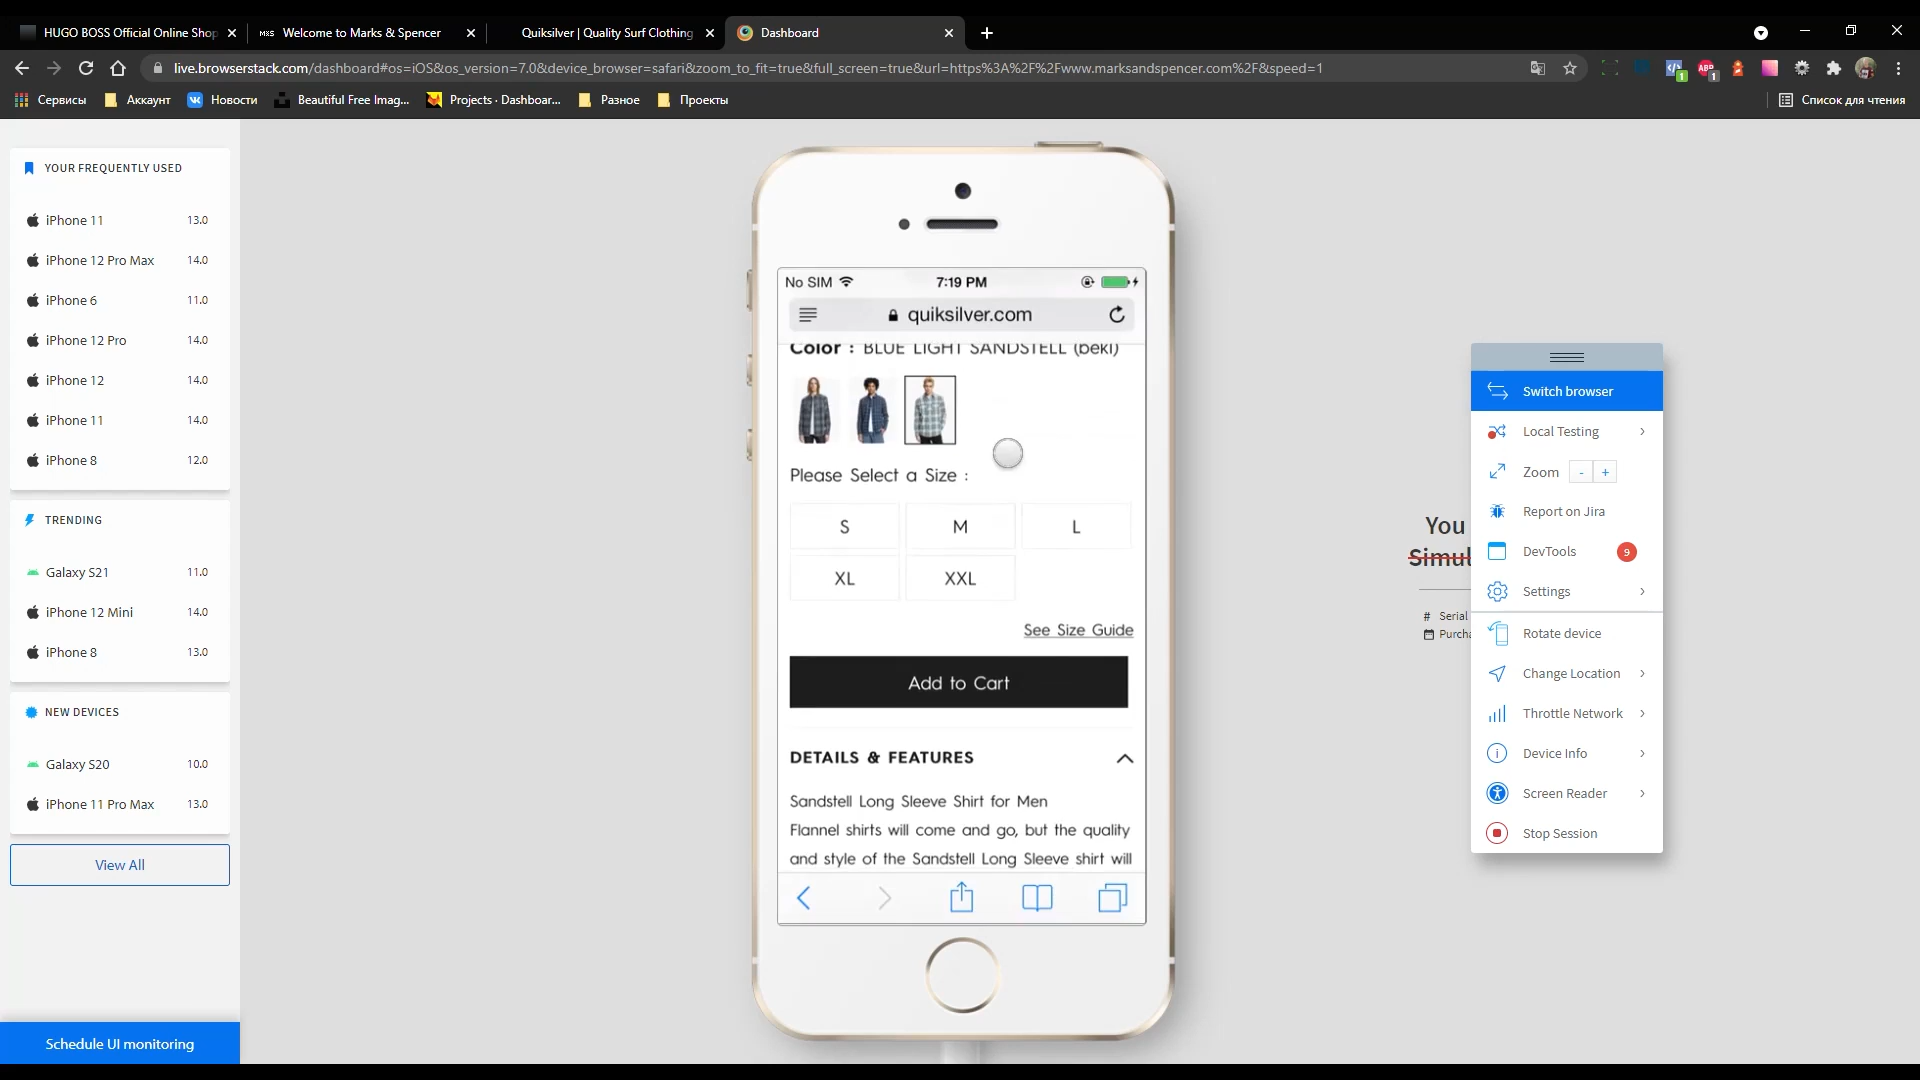 HUGO BOSS Official Online Shop
M&S Welcome to Marks & Spencer
Quiksilver | Quality Surf Clothing
Dashboard
live.browserstack.com/dashboard#os=iOS&os_version=7.0&device_browser=safari&zoom_to_fit=true&full_screen=true&url=https%3A%2F%2Fwww.marksandspencer.com%2F&speed=1
1
ABP
1
Сервисы
Аккаунт
Новости
Beautiful Free Imag...
Projects · Dashboar...
Разное
Проекты
Список для чтения
YOUR FREQUENTLY USED
iPhone 11 13.0
iPhone 12 Pro Max 14.0
iPhone 6 11.0
iPhone 12 Pro 14.0
iPhone 12 14.0
iPhone 11 14.0
iPhone 8 12.0
TRENDING
Galaxy S21 11.0
iPhone 12 Mini 14.0
iPhone 8 13.0
NEW DEVICES
Galaxy S20 10.0
iPhone 11 Pro Max 13.0
View All
Schedule UI monitoring
No SIM 7:19 PM
quiksilver.com
Color : BLUE LIGHT SANDSTELL (bekl)
Please Select a Size :
S M L
XL XXL
See Size Guide
Add to Cart
DETAILS & FEATURES
Sandstell Long Sleeve Shirt for Men
Flannel shirts will come and go, but the quality
and style of the Sandstell Long Sleeve shirt will
You
Simul
# Serial
Purcha
Switch browser
Local Testing
Zoom - +
Report on Jira
DevTools 9
Settings
Rotate device
Change Location
Throttle Network
Device Info
Screen Reader
Stop Session